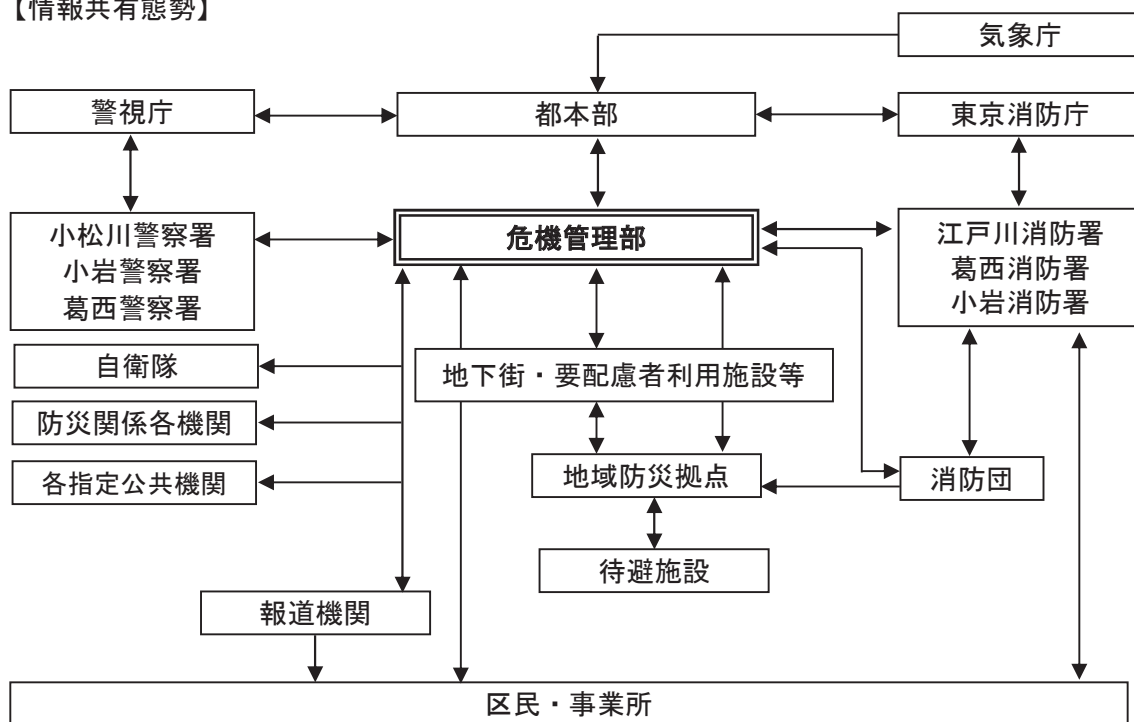 【情報共有態勢】
気象庁
警視庁
都本部
東京消防庁
小松川警察署
小岩警察署
葛西警察署
危機管理部
江戸川消防署
葛西消防署
小岩消防署
自衛隊
地下街・要配慮者利用施設等
防災関係各機関
各指定公共機関
地域防災拠点
消防団
待避施設
報道機関
区民・事業所